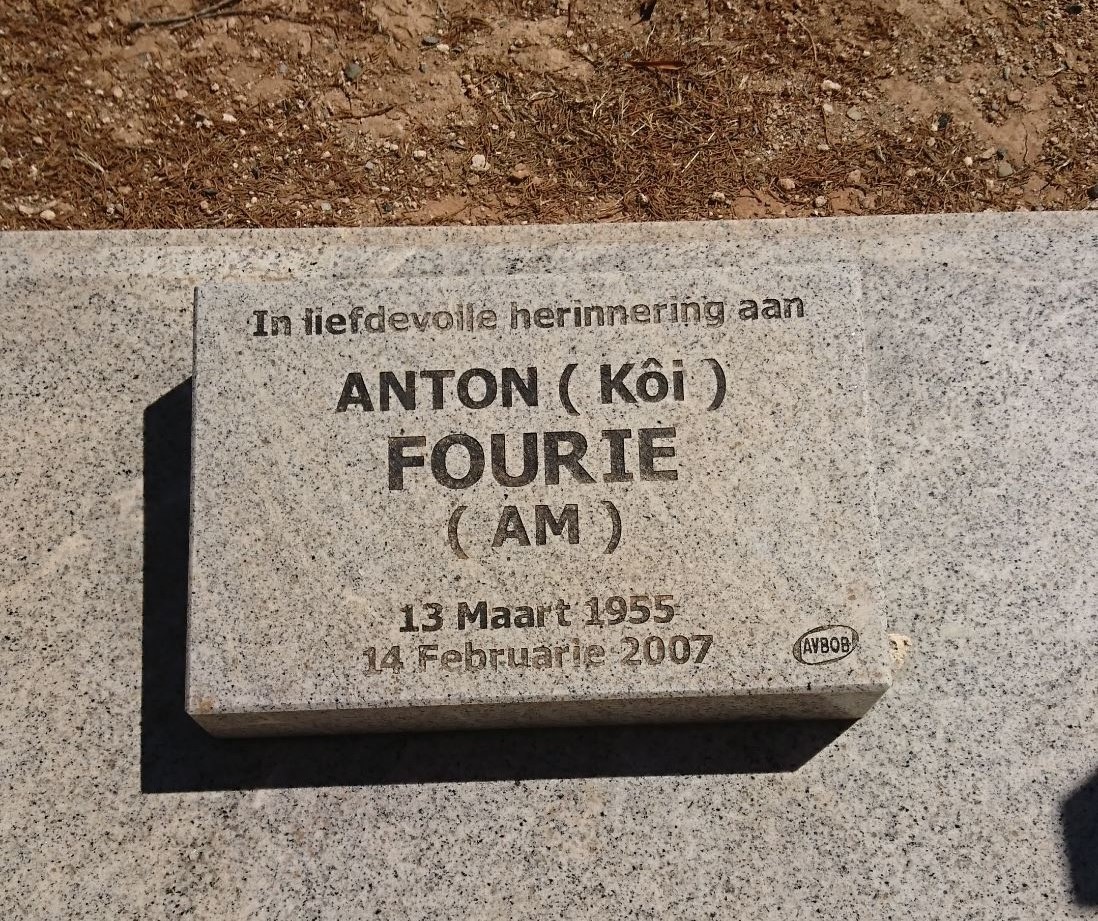 In liefdevolle herinnering aan
ANTON ( Kôi )
FOURIE
( AM )
13 Maart 1955
14 Februarie 2007
AVBOB